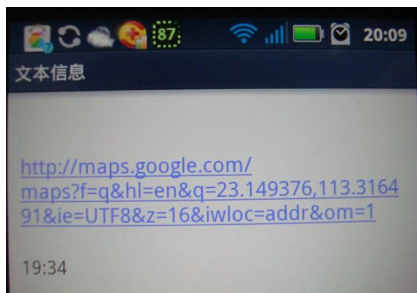 87
20:09
文本信息
http://maps.google.com/
maps?f=q&hl=en&q=23.149376,113.3164
91&ie=UTF8&z=16&iwloc=addr&om=1
19:34